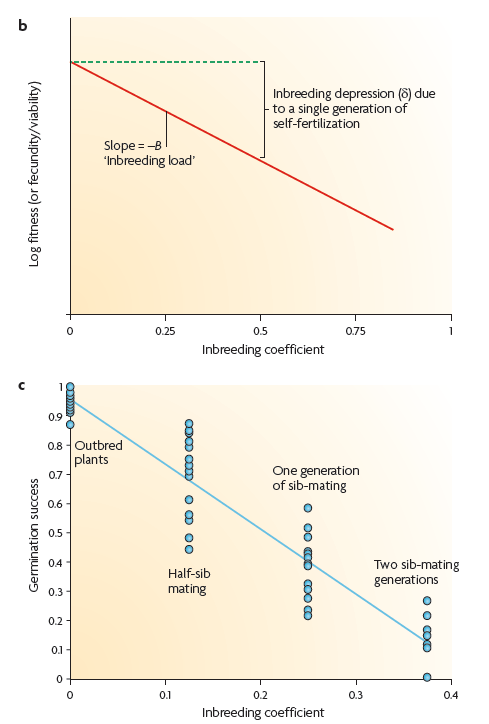 b
Log fitness (or fecundity/viability)
Inbreeding depression (δ) due
to a single generation of
self-fertilization
Slope = –B
'Inbreeding load'
0
0.25
0.5
0.75
1
Inbreeding coefficient
c
Germination success
1
0.9
0.8
0.7
0.6
0.5
0.4
0.3
0.2
0.1
0
Outbred
plants
Half-sib
mating
One generation
of sib-mating
Two sib-mating
generations
0
0.1
0.2
0.3
0.4
Inbreeding coefficient